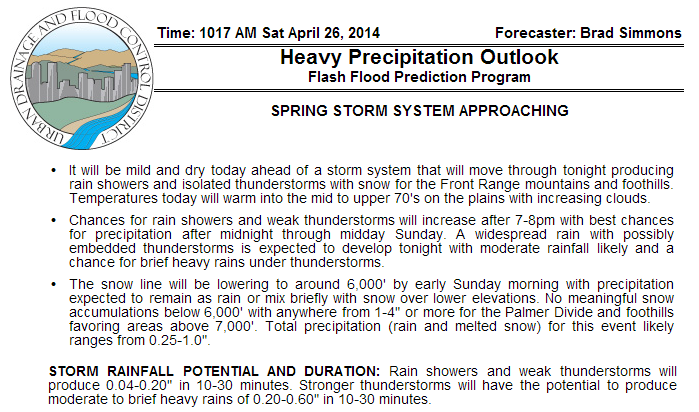 URBAN DRAINAGE AND FLOOD CONTROL DISTRICT
Time: 1017 AM Sat April 26, 2014 Forecaster: Brad Simmons
Heavy Precipitation Outlook
Flash Flood Prediction Program
SPRING STORM SYSTEM APPROACHING
• It will be mild and dry today ahead of a storm system that will move through tonight producing
rain showers and isolated thunderstorms with snow for the Front Range mountains and foothills.
Temperatures today will warm into the mid to upper 70's on the plains with increasing clouds.
• Chances for rain showers and weak thunderstorms will increase after 7-8pm with best chances
for precipitation after midnight through midday Sunday. A widespread rain with possibly
embedded thunderstorms is expected to develop tonight with moderate rainfall likely and a
chance for brief heavy rains under thunderstorms.
• The snow line will be lowering to around 6,000' by early Sunday morning with precipitation
expected to remain as rain or mix briefly with snow over lower elevations. No meaningful snow
accumulations below 6,000' with anywhere from 1-4" or more for the Palmer Divide and foothills
favoring areas above 7,000'. Total precipitation (rain and melted snow) for this event likely
ranges from 0.25-1.0".
STORM RAINFALL POTENTIAL AND DURATION: Rain showers and weak thunderstorms will
produce 0.04-0.20" in 10-30 minutes. Stronger thunderstorms will have the potential to produce
moderate to brief heavy rains of 0.20-0.60" in 10-30 minutes.